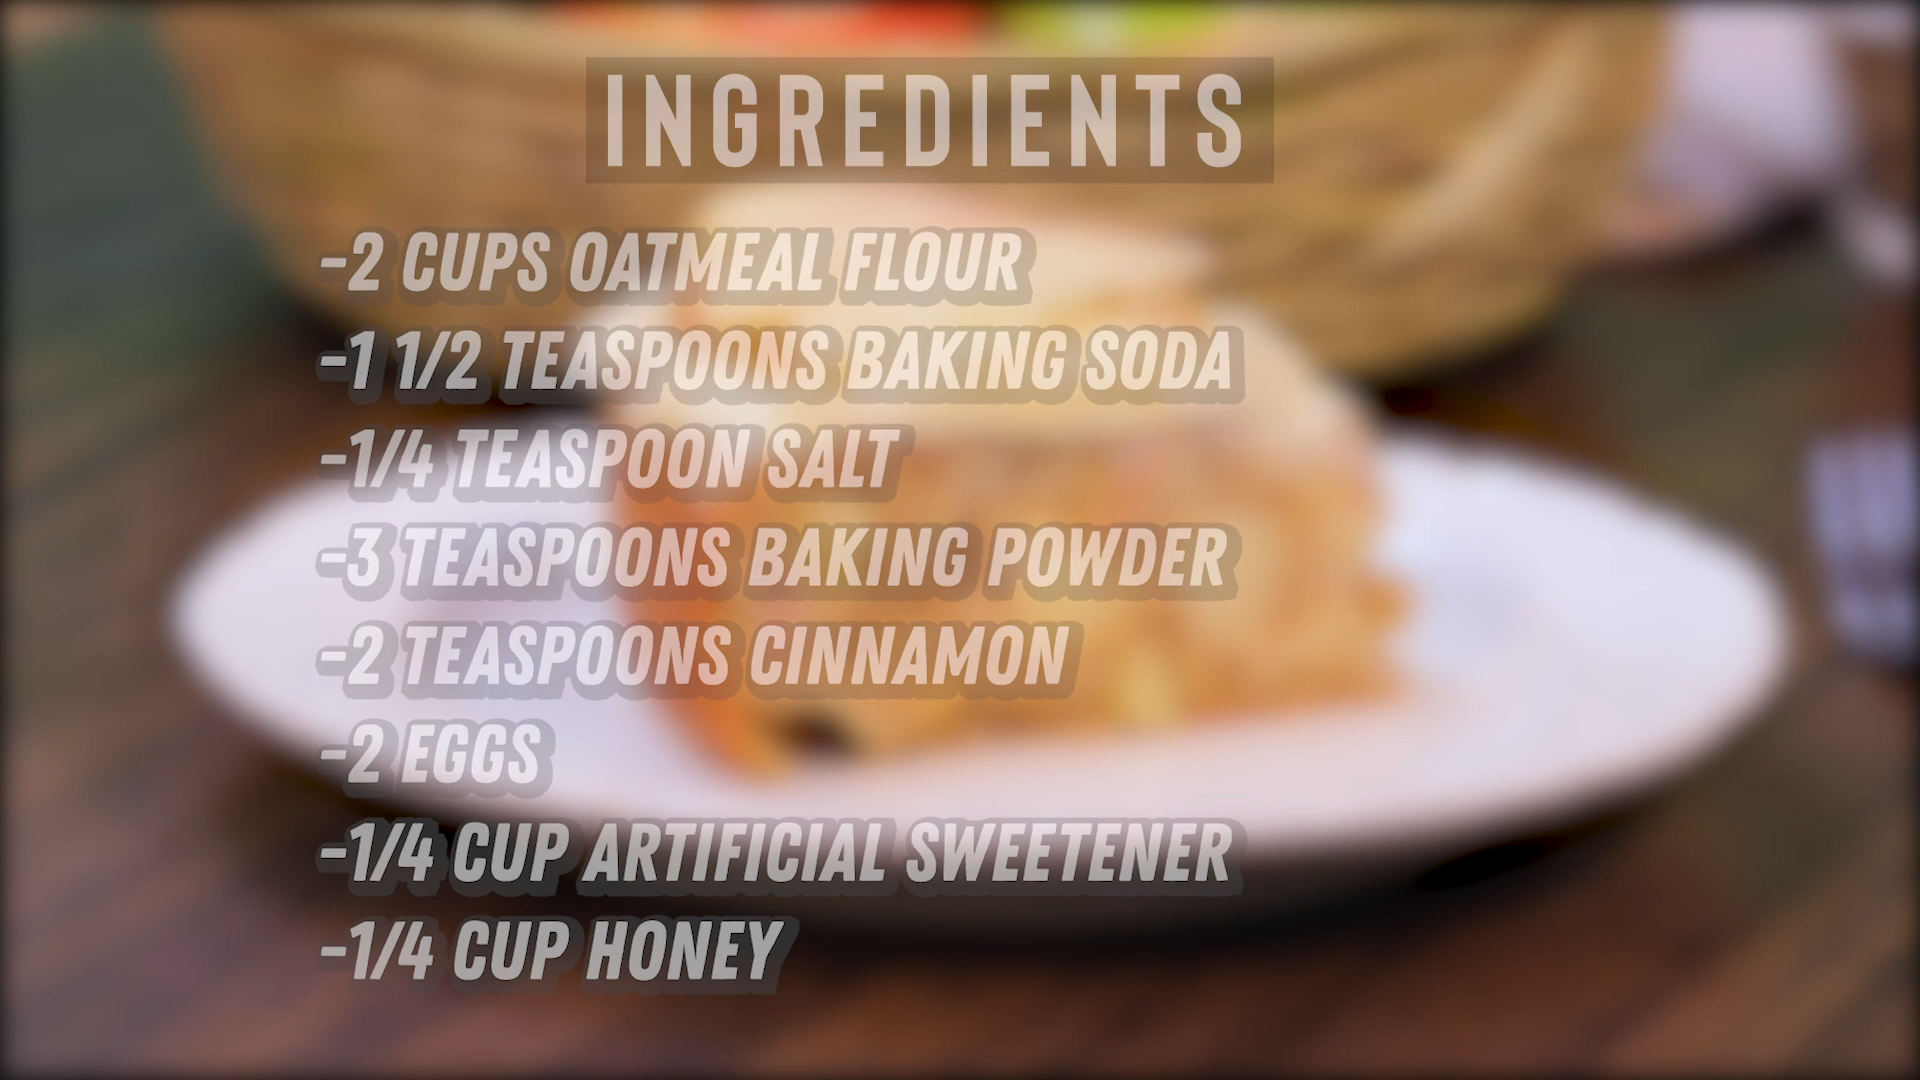 INGREDIENTS
-2 CUPS OATMEAL FLOUR
-1 1/2 TEASPOONS BAKING SODA
-1/4 TEASPOON SALT
-3 TEASPOONS BAKING POWDER
-2 TEASPOONS CINNAMON
-2 EGGS
-1/4 CUP ARTIFICIAL SWEETENER
-1/4 CUP HONEY